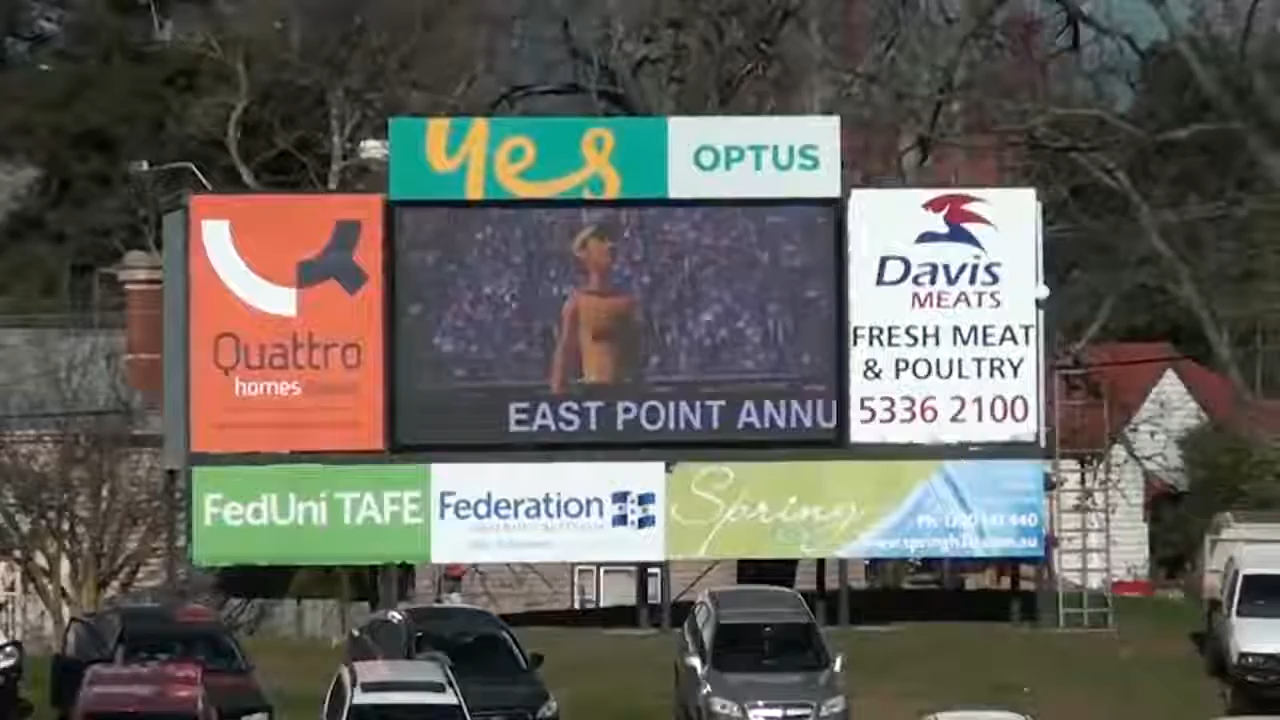 yes
OPTUS
Quattro
homes
EAST POINT ANNU
Davis
MEATS
FRESH MEAT
& POULTRY
5336 2100
FedUni TAFE
Federation
Spring